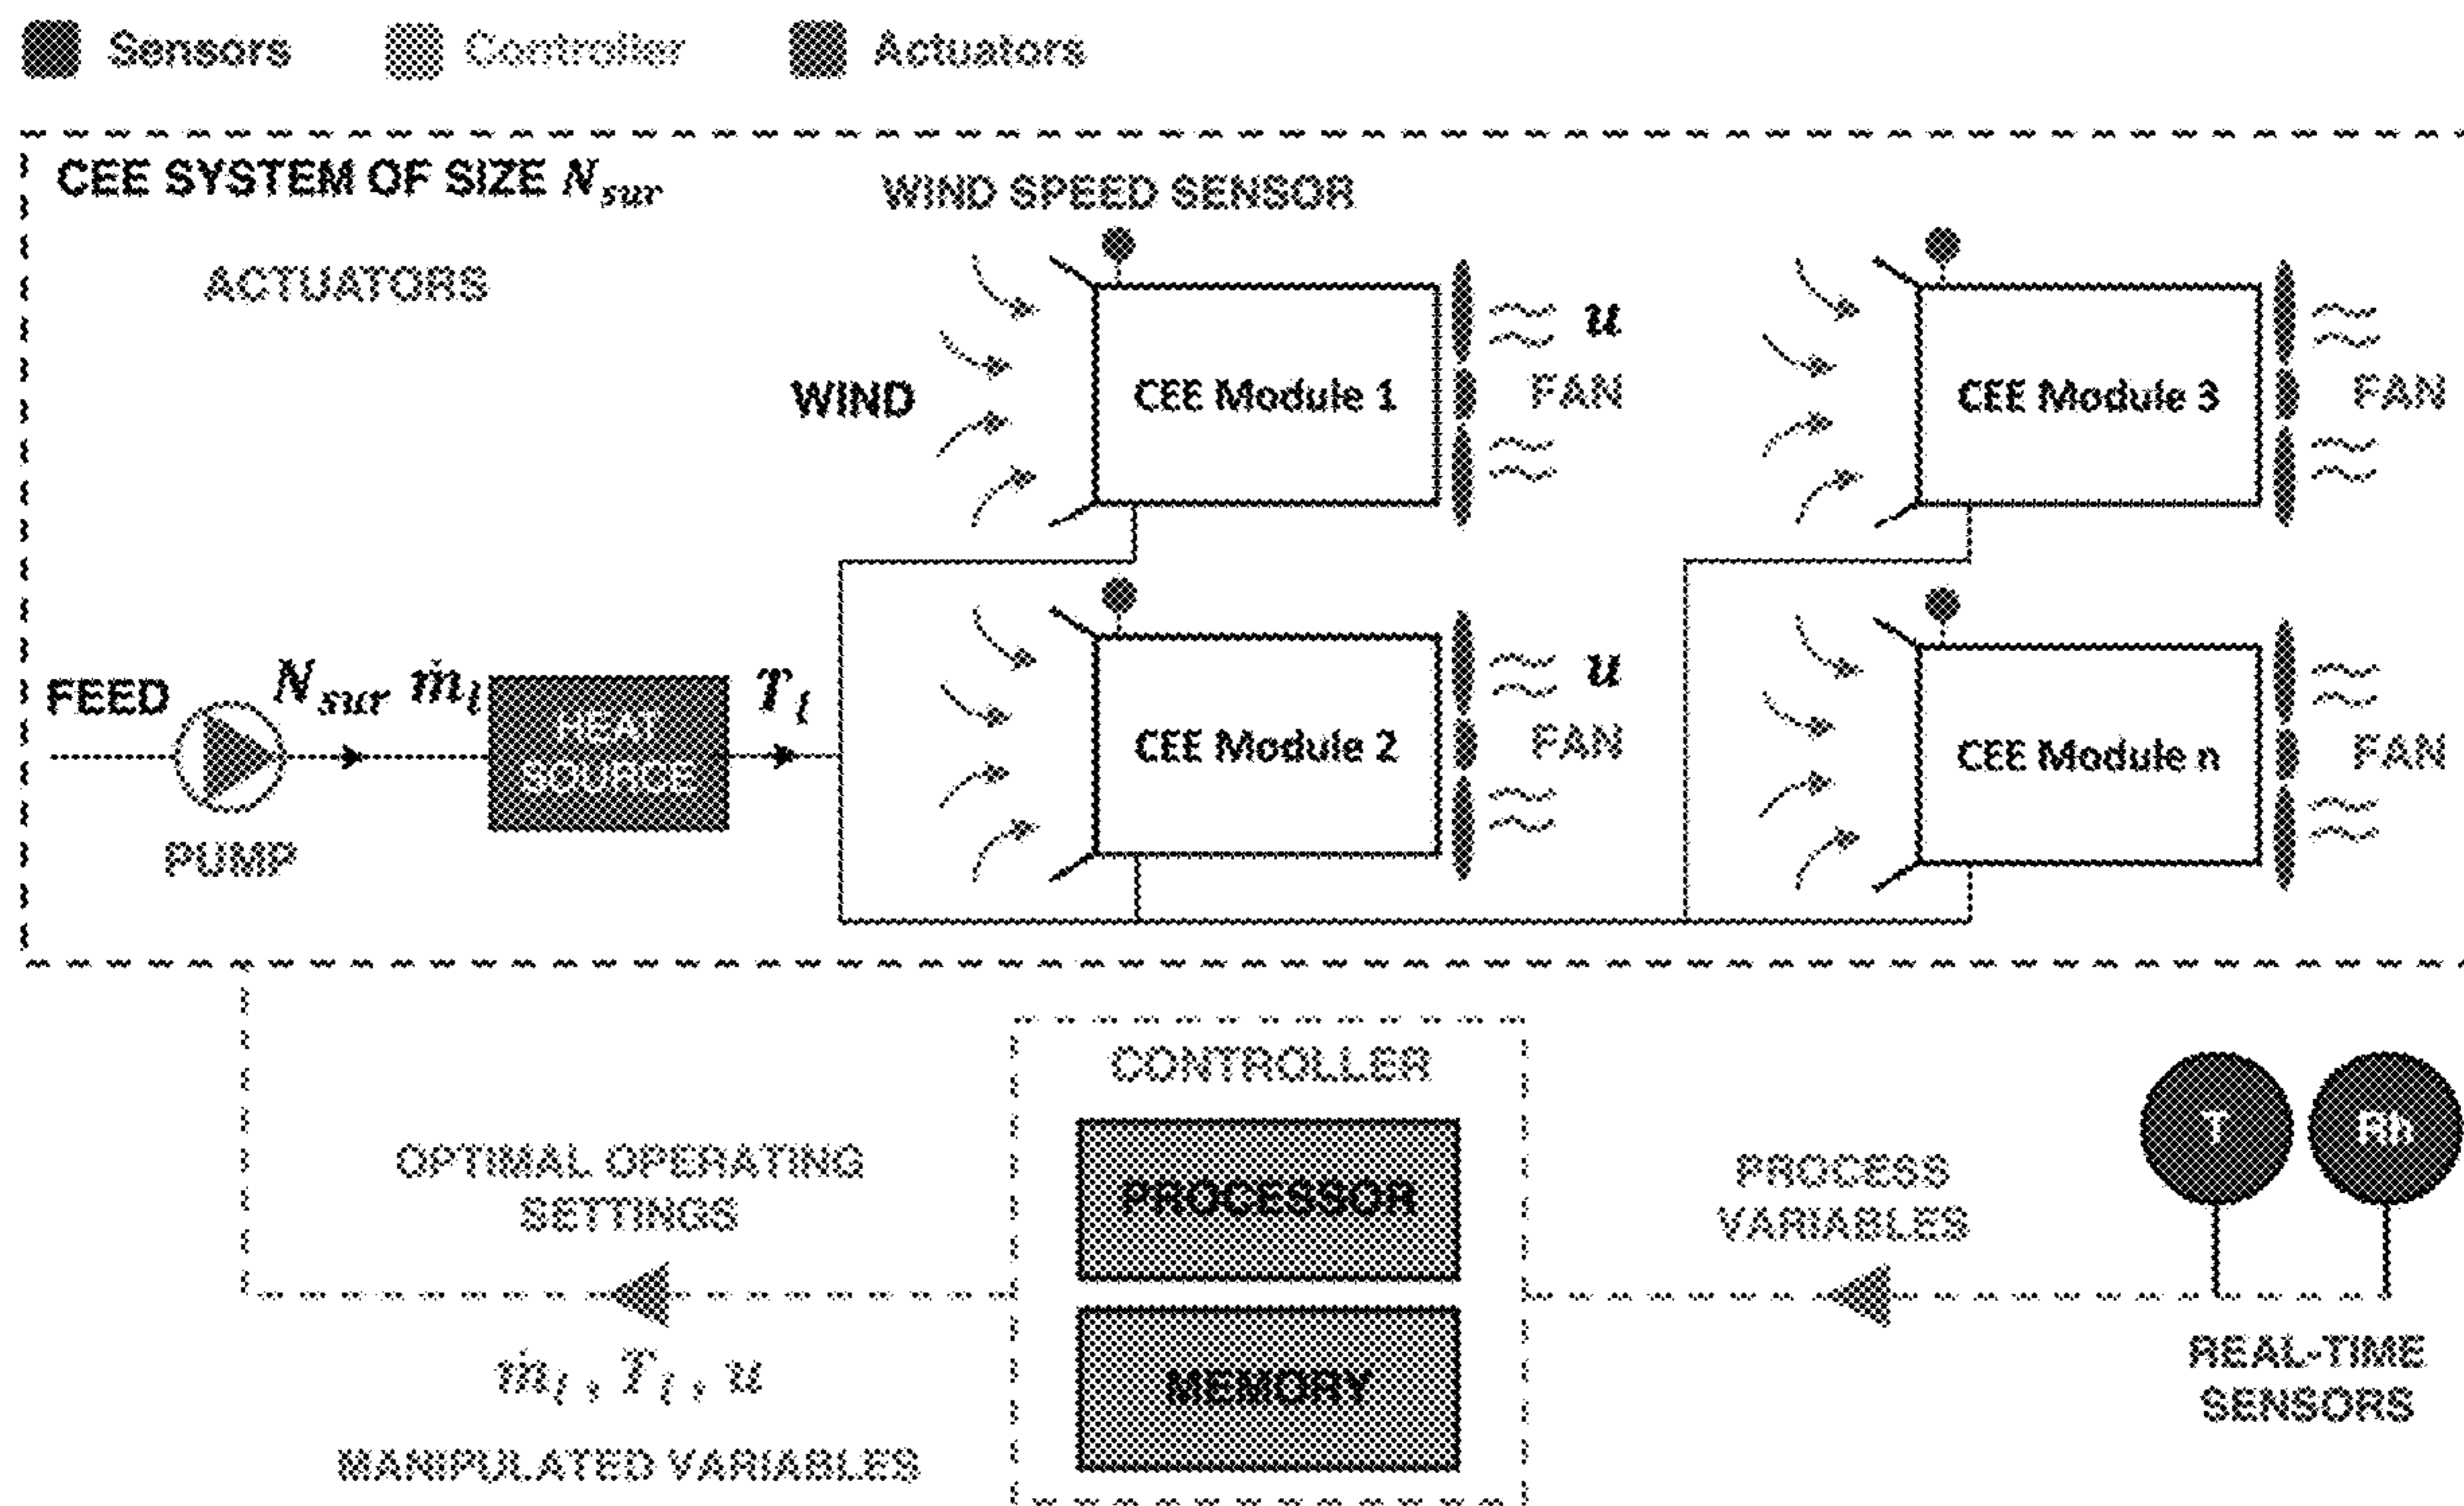 Sensors
Controller
Actuators
CEE SYSTEM OF SIZE N_sur
WIND SPEED SENSOR
ACTUATORS
u
WIND
CEE Module 1
FAN
CEE Module 3
FAN
FEED
N_sur ṁ_l
HEAT
SOURCE
T_l
PUMP
u
CEE Module 2
FAN
CEE Module n
FAN
CONTROLLER
PROCESSOR
MEMORY
OPTIMAL OPERATING
SETTINGS
ṁ_l , T_l , u
MANIPULATED VARIABLES
PROCESS
VARIABLES
T
Rh
REAL-TIME
SENSORS